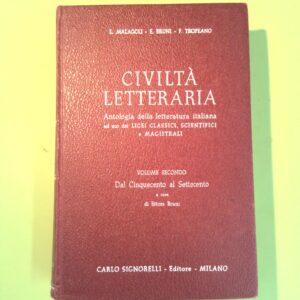 L. MALAGOLI - E. BRUNI - F. TROPEANO
CIVILTÀ
LETTERARIA
Antologia della letteratura italiana
ad uso dei LICEI CLASSICI, SCIENTIFICI
e MAGISTRALI
VOLUME SECONDO
Dal Cinquecento al Settecento
a cura
di Ettore Bruni
CARLO SIGNORELLI - Editore - MILANO